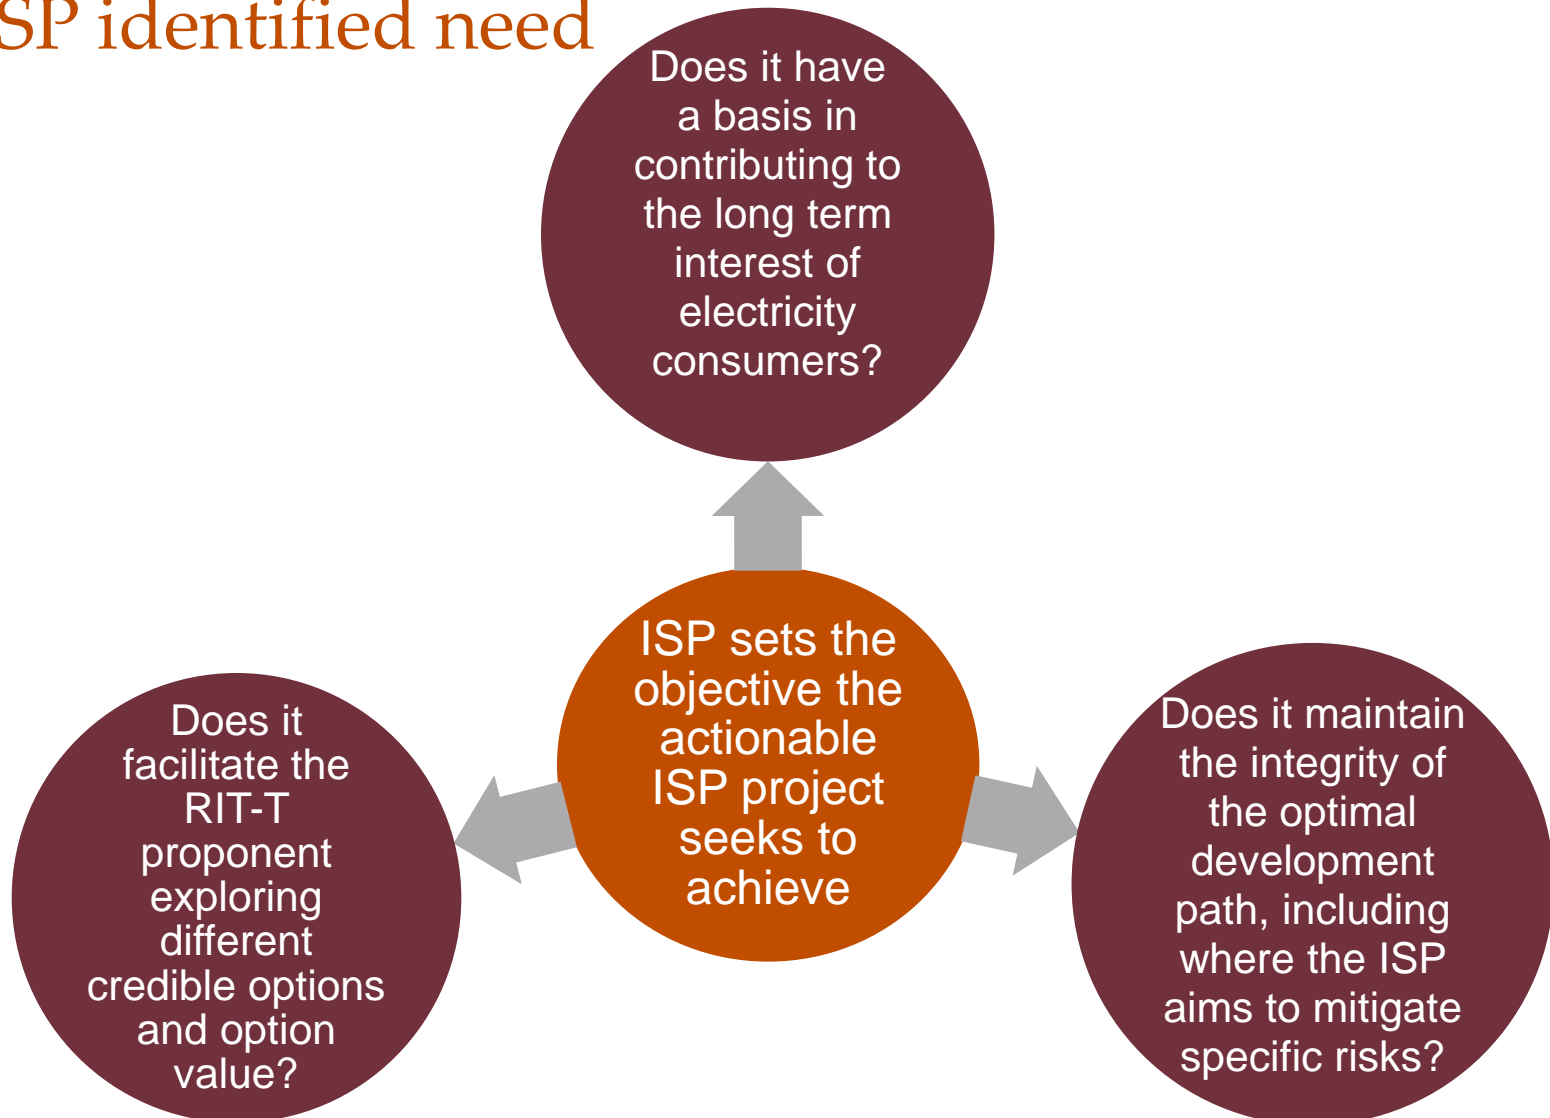 SP identified need
Does it have
a basis in
contributing to
the long term
interest of
electricity
consumers?
ISP sets the
objective the
actionable
ISP project
seeks to
achieve
Does it
facilitate the
RIT-T
proponent
exploring
different
credible options
and option
value?
Does it maintain
the integrity of
the optimal
development
path, including
where the ISP
aims to mitigate
specific risks?